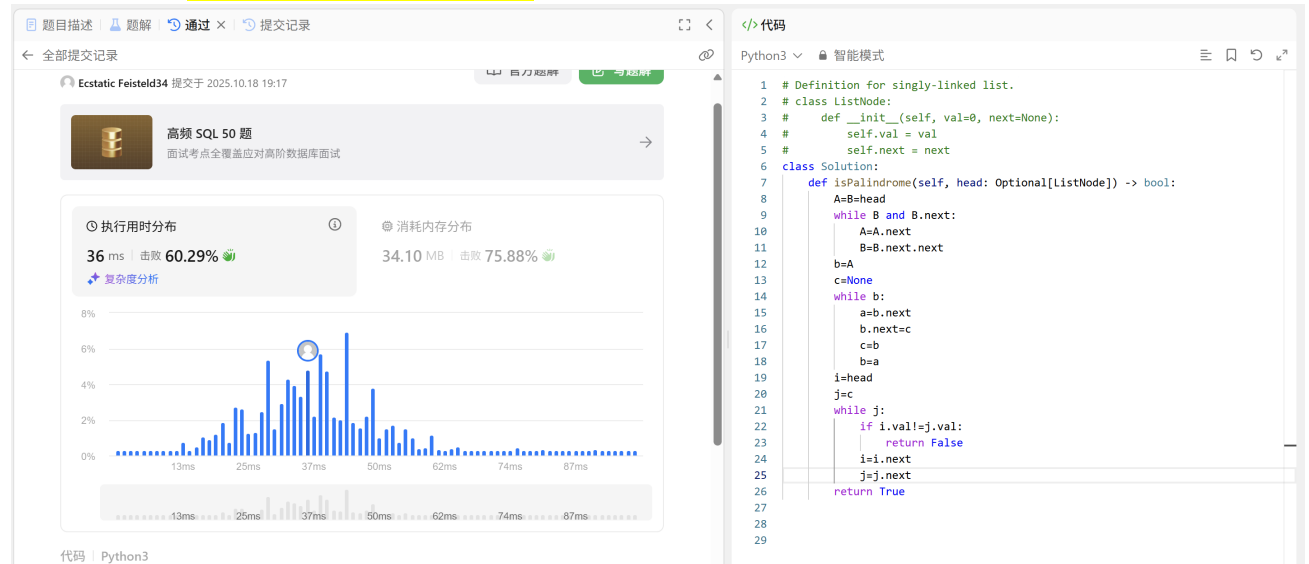 题目描述 题解 通过 × 提交记录
全部提交记录
官方题解 写题解
Ecstatic Feisteld34 提交于 2025.10.18 19:17
高频 SQL 50 题
面试考点全覆盖应对高阶数据库面试
执行用时分布
36 ms 击败 60.29%
复杂度分析
消耗内存分布
34.10 MB 击败 75.88%
8%
6%
4%
2%
0%
13ms 25ms 37ms 50ms 62ms 74ms 87ms
13ms 25ms 37ms 50ms 62ms 74ms 87ms
代码 Python3
</> 代码
Python3 智能模式
1 # Definition for singly-linked list.
2 # class ListNode:
3 #     def __init__(self, val=0, next=None):
4 #         self.val = val
5 #         self.next = next
6 class Solution:
7     def isPalindrome(self, head: Optional[ListNode]) -> bool:
8         A=B=head
9         while B and B.next:
10             A=A.next
11             B=B.next.next
12         b=A
13         c=None
14         while b:
15             a=b.next
16             b.next=c
17             c=b
18             b=a
19         i=head
20         j=c
21         while j:
22             if i.val!=j.val:
23                 return False
24             i=i.next
25             j=j.next
26         return True
27
28
29